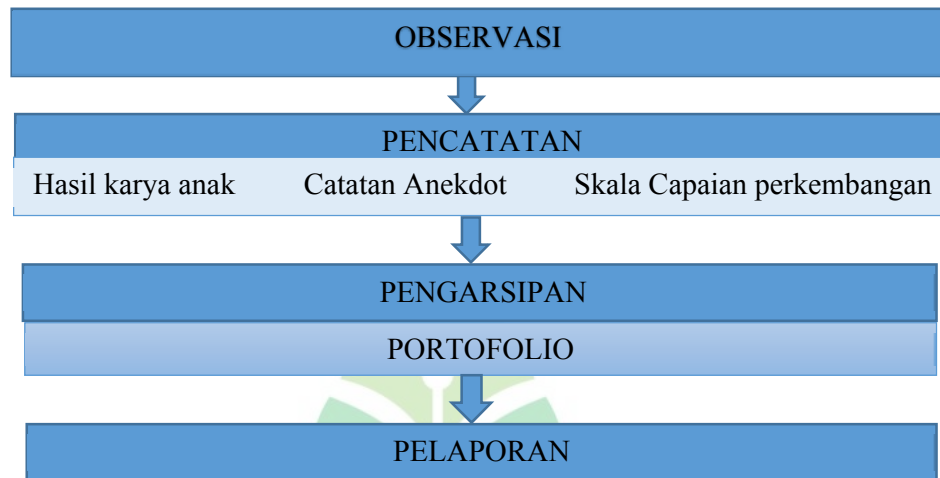 OBSERVASI
PENCATATAN
Hasil karya anak Catatan Anekdot Skala Capaian perkembangan
PENGARSIPAN
PORTOFOLIO
PELAPORAN